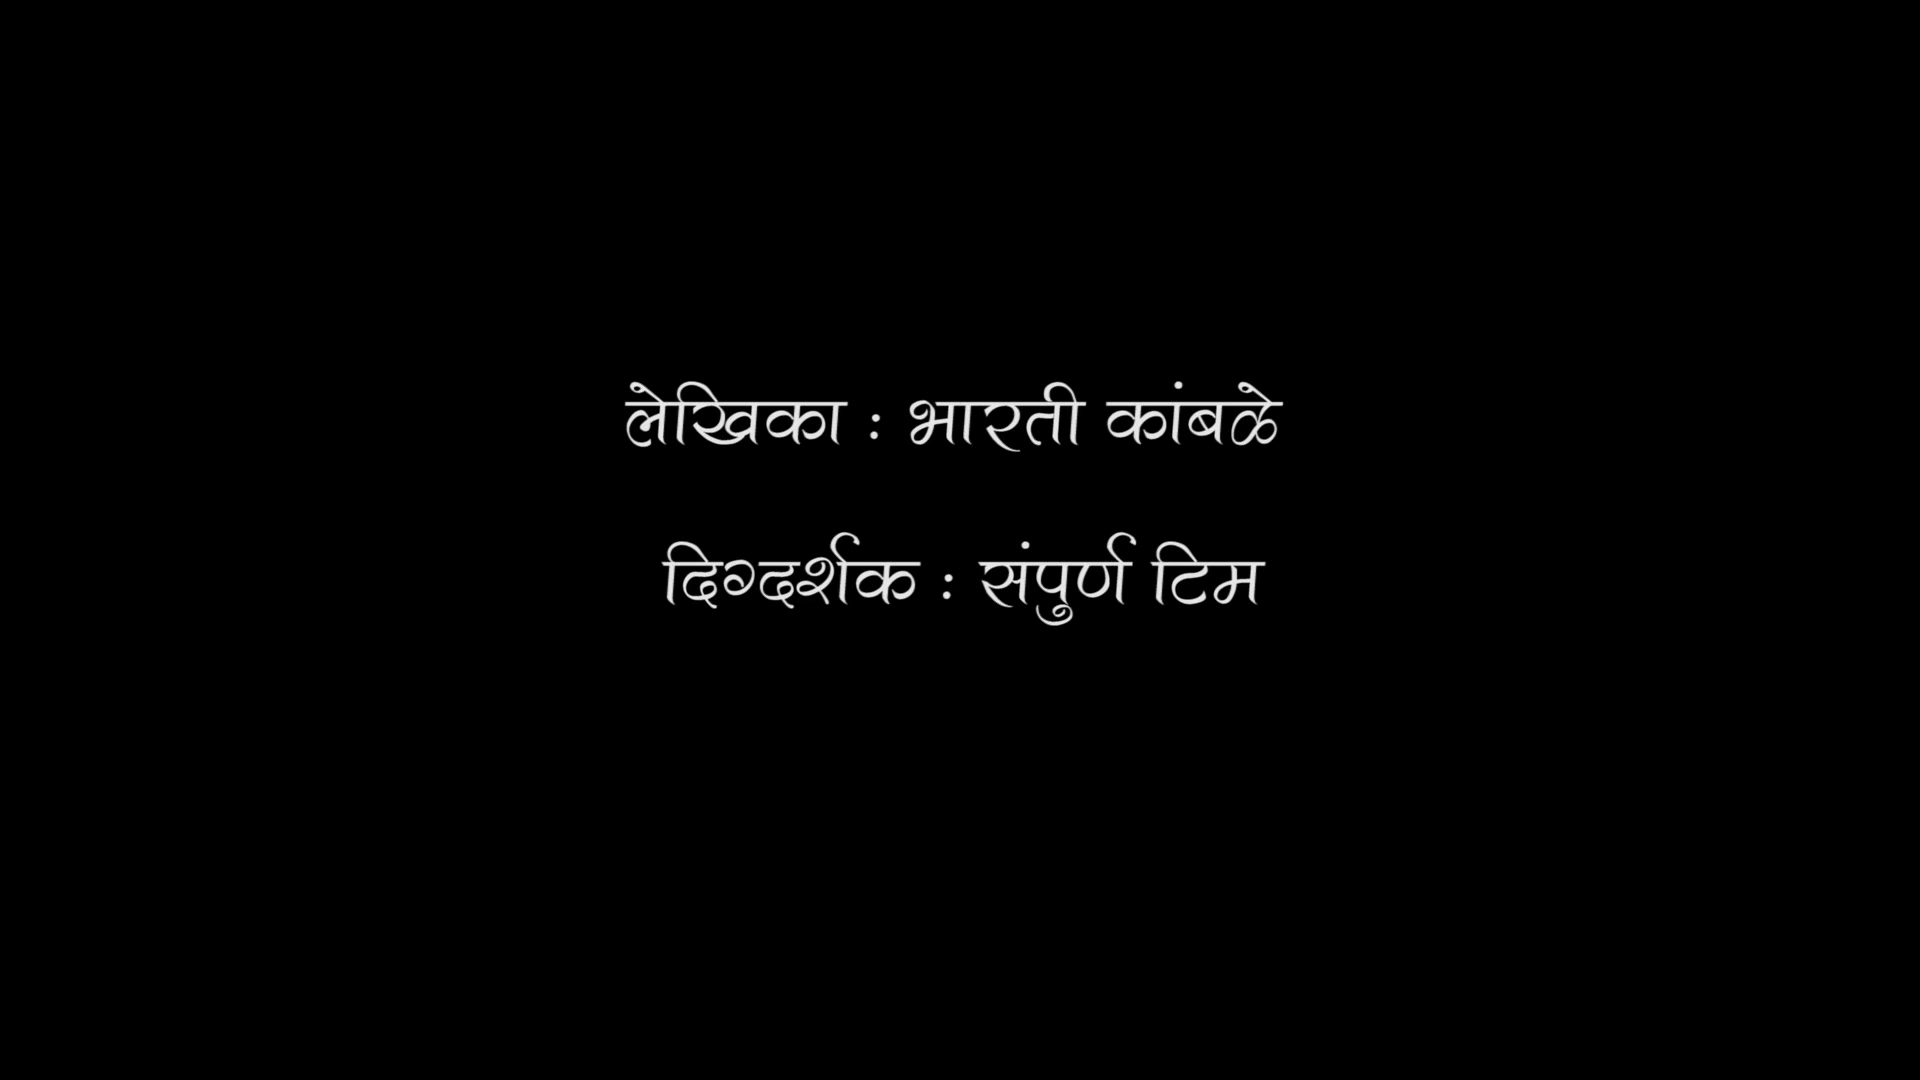 लेखिका : भारती कांबळे
दिग्दर्शक : संपुर्ण टिम